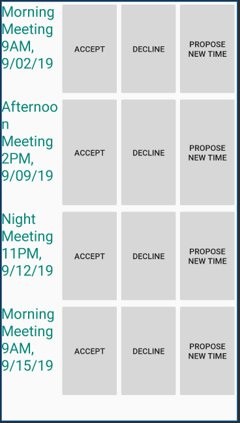 Morning
Meeting
9AM,
9/02/19
ACCEPT
DECLINE
PROPOSE
NEW TIME
Afternoo
n
Meeting
2PM,
9/09/19
ACCEPT
DECLINE
PROPOSE
NEW TIME
Night
Meeting
11PM,
9/12/19
ACCEPT
DECLINE
PROPOSE
NEW TIME
Morning
Meeting
9AM,
9/15/19
ACCEPT
DECLINE
PROPOSE
NEW TIME